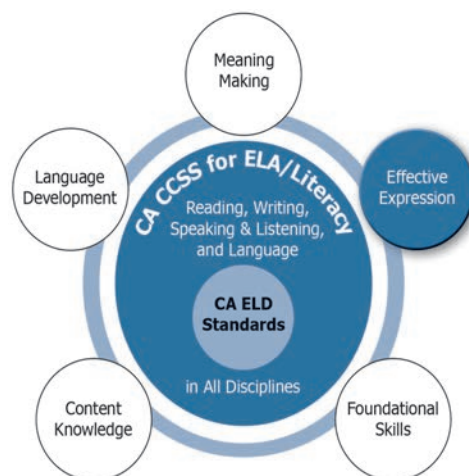 Meaning
Making
Language
Development
Effective
Expression
CA CCSS for ELA/Literacy
Reading, Writing,
Speaking & Listening,
and Language
CA ELD
Standards
in All Disciplines
Content
Knowledge
Foundational
Skills